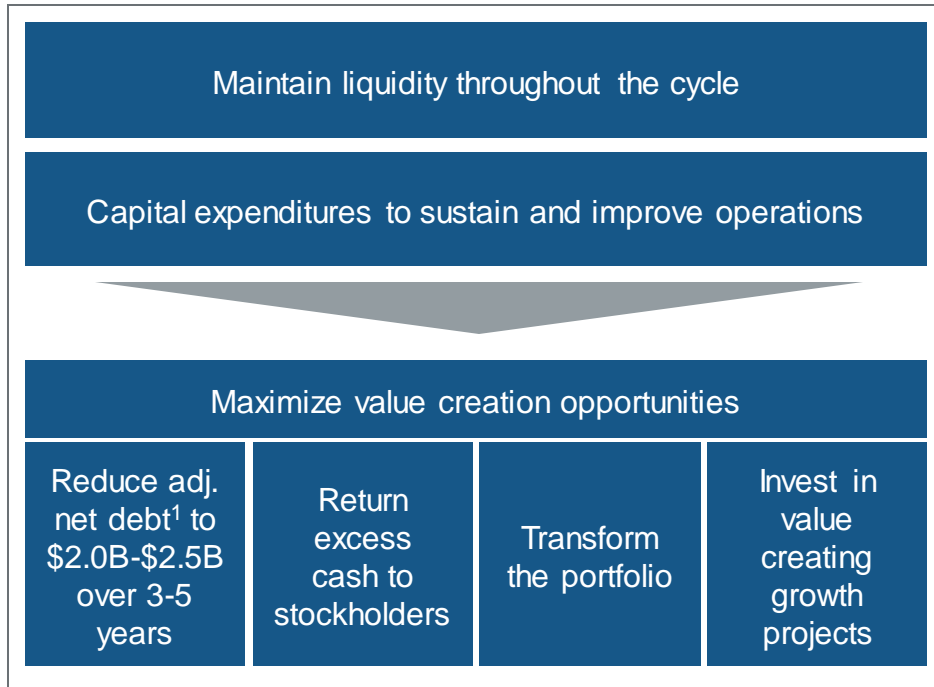 Maintain liquidity throughout the cycle
Capital expenditures to sustain and improve operations
Maximize value creation opportunities
Reduce adj.
net debt¹ to
$2.0B-$2.5B
over 3-5
years
Return
excess
cash to
stockholders
Transform
the portfolio
Invest in
value
creating
growth
projects